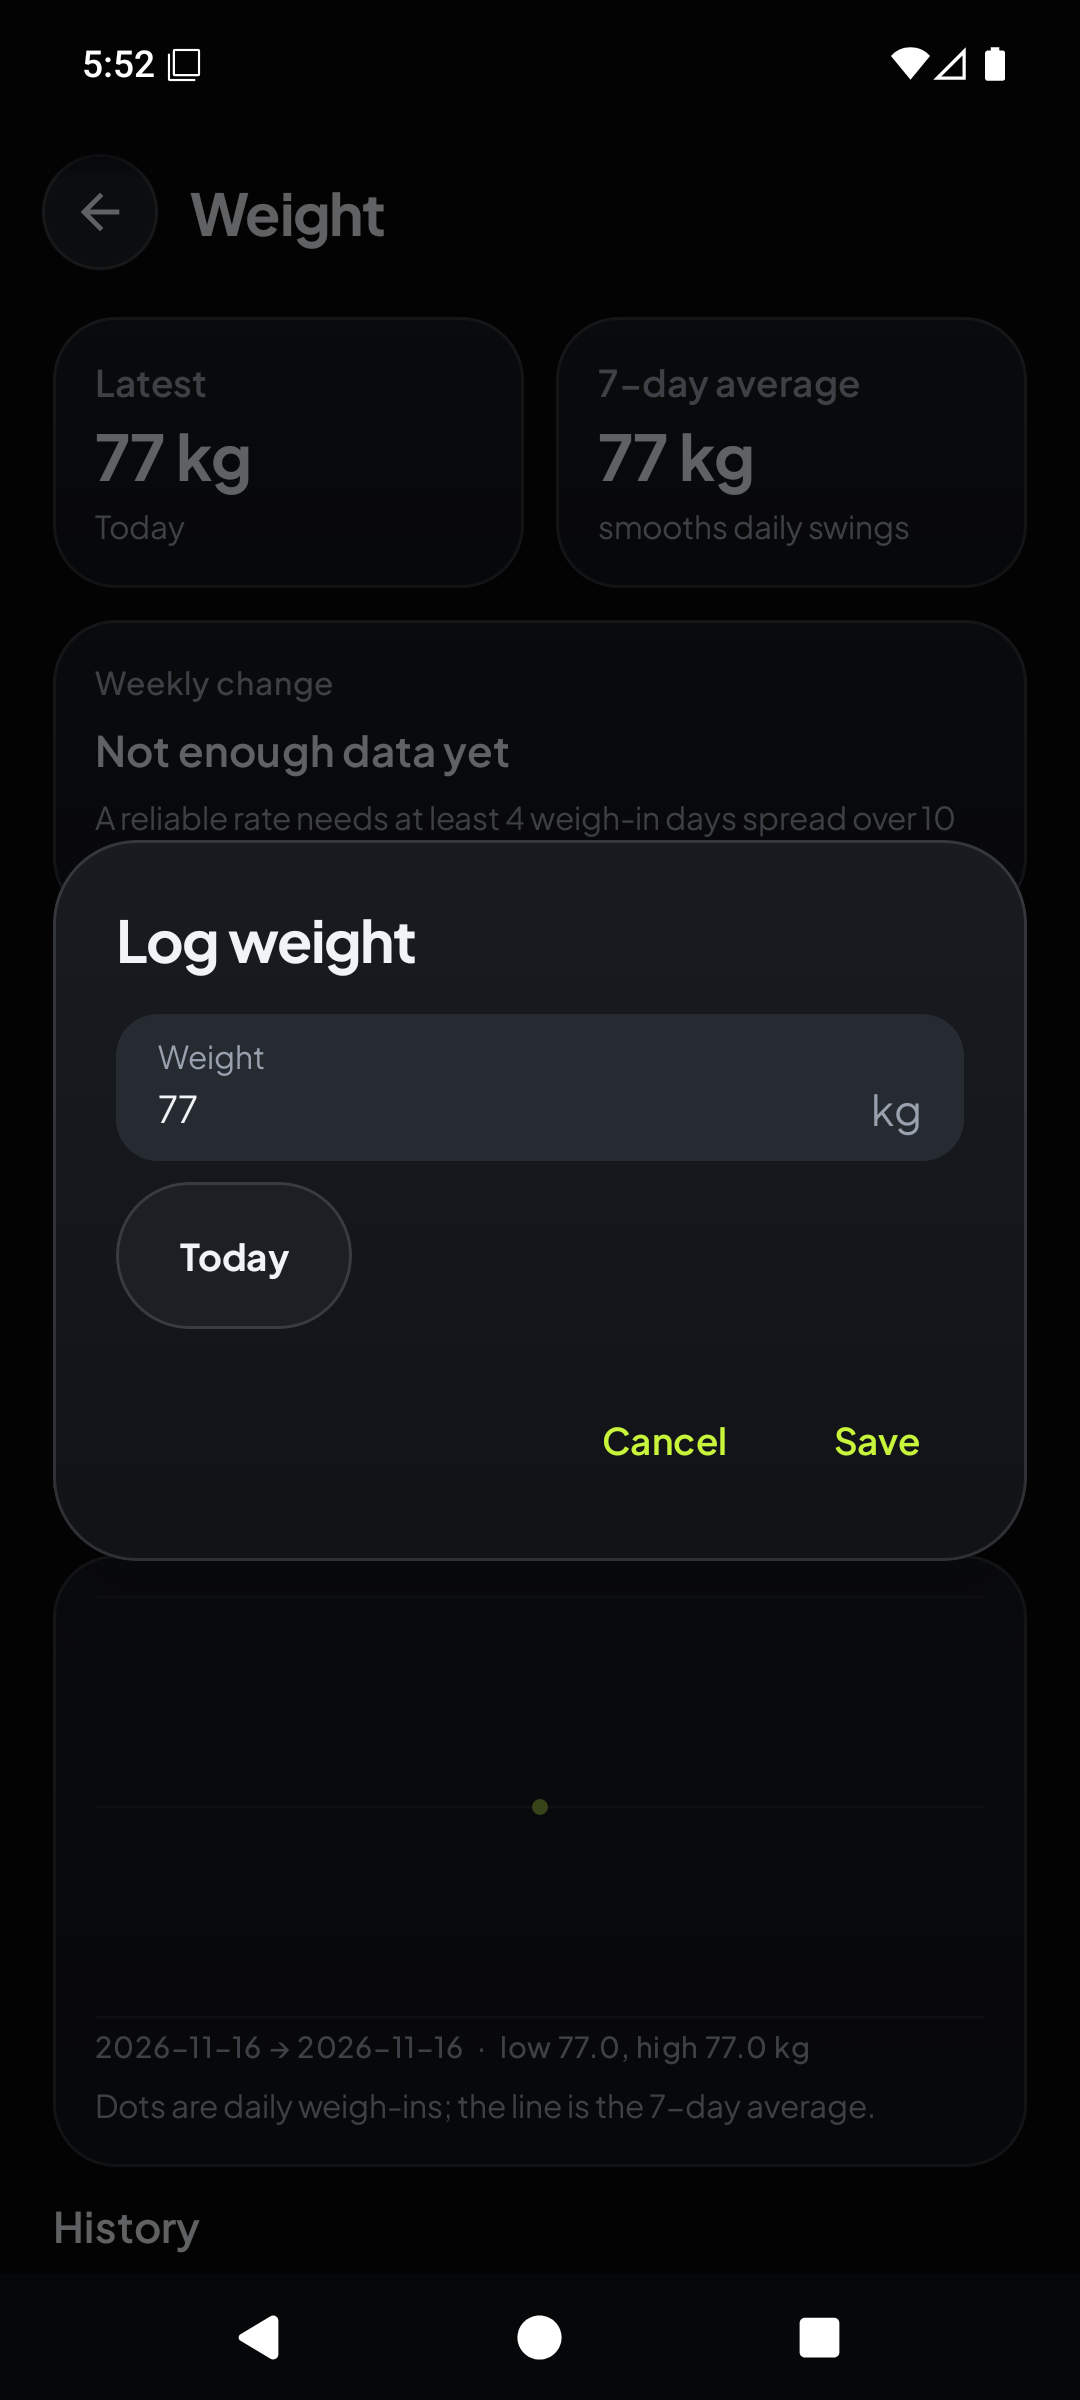 5:52
Weight
Latest
77 kg
Today
7-day average
77 kg
smooths daily swings
Weekly change
Not enough data yet
A reliable rate needs at least 4 weigh-in days spread over 10
Log weight
Weight
77
kg
Today
Cancel
Save
2026-11-16 → 2026-11-16 · low 77.0, high 77.0 kg
Dots are daily weigh-ins; the line is the 7-day average.
History